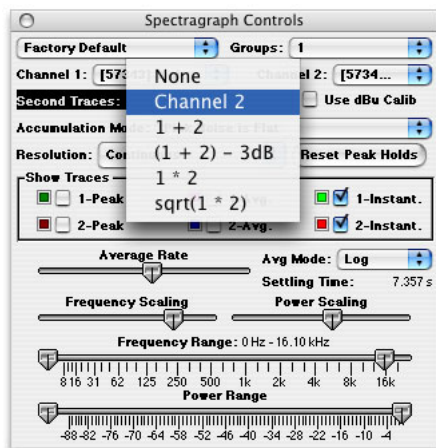 Spectragraph Controls
Factory Default Groups: 1
Channel 1: [573 2: [5734...
Second Traces: Use dBu Calib
Accumulation Mode:
Resolution: Reset Peak Holds
None
Channel 2
1 + 2
(1 + 2) - 3dB
1 * 2
sqrt(1 * 2)
Show Traces
1-Peak 1-Instant.
2-Peak 2-Avg. 2-Instant.
Average Rate Avg Mode: Log
Settling Time: 7.357 s
Frequency Scaling Power Scaling
Frequency Range: 0 Hz - 16.10 kHz
8 16 31 62 125 250 500 1k 2k 4k 8k 16k
Power Range
-88 -82 -76 -70 -64 -58 -52 -46 -40 -34 -28 -22 -16 -10 -4